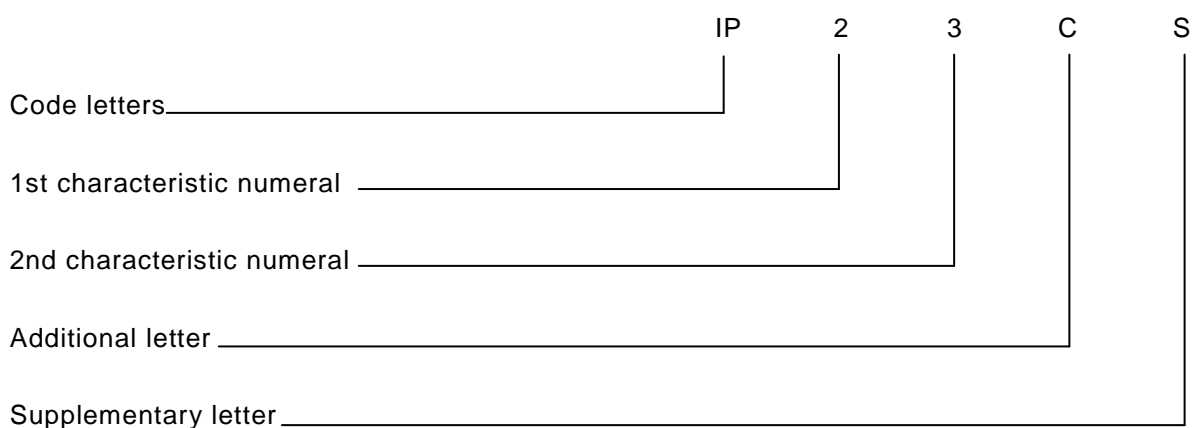 IP 2 3 C S
Code letters
1st characteristic numeral
2nd characteristic numeral
Additional letter
Supplementary letter